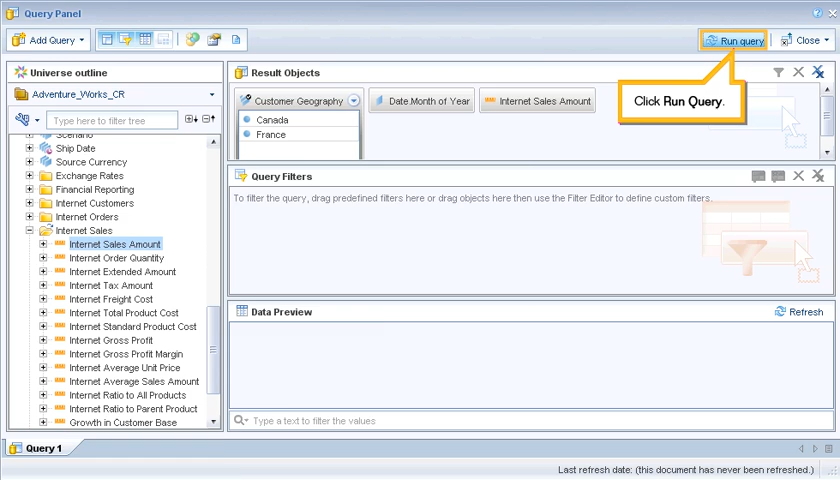 Query Panel
Add Query
Run query
Close
Universe outline
Adventure_Works_CR
Type here to filter tree
Scenario
Ship Date
Source Currency
Exchange Rates
Financial Reporting
Internet Customers
Internet Orders
Internet Sales
Internet Sales Amount
Internet Order Quantity
Internet Extended Amount
Internet Tax Amount
Internet Freight Cost
Internet Total Product Cost
Internet Standard Product Cost
Internet Gross Profit
Internet Gross Profit Margin
Internet Average Unit Price
Internet Average Sales Amount
Internet Ratio to All Products
Internet Ratio to Parent Product
Growth in Customer Base
Result Objects
Customer Geography
Date.Month of Year
Internet Sales Amount
Canada
France
Click Run Query.
Query Filters
To filter the query, drag predefined filters here or drag objects here then use the Filter Editor to define custom filters.
Data Preview
Refresh
Type a text to filter the values
Query 1
Last refresh date: (this document has never been refreshed.)